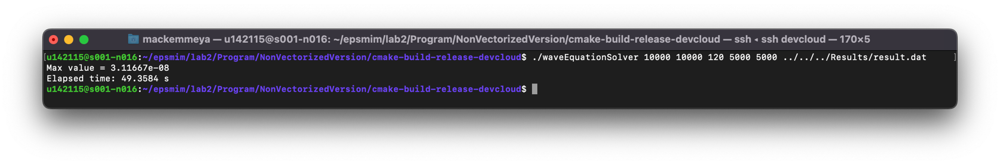 mackemmeya — u142115@s001-n016: ~/epsmim/lab2/Program/NonVectorizedVersion/cmake-build-release-devcloud — ssh ◂ ssh devcloud — 170×5
[u142115@s001-n016:~/epsmim/lab2/Program/NonVectorizedVersion/cmake-build-release-devcloud$ ./waveEquationSolver 10000 10000 120 5000 5000 ../../../Results/result.dat ]
Max value = 3.11667e-08
Elapsed time: 49.3584 s
u142115@s001-n016:~/epsmim/lab2/Program/NonVectorizedVersion/cmake-build-release-devcloud$